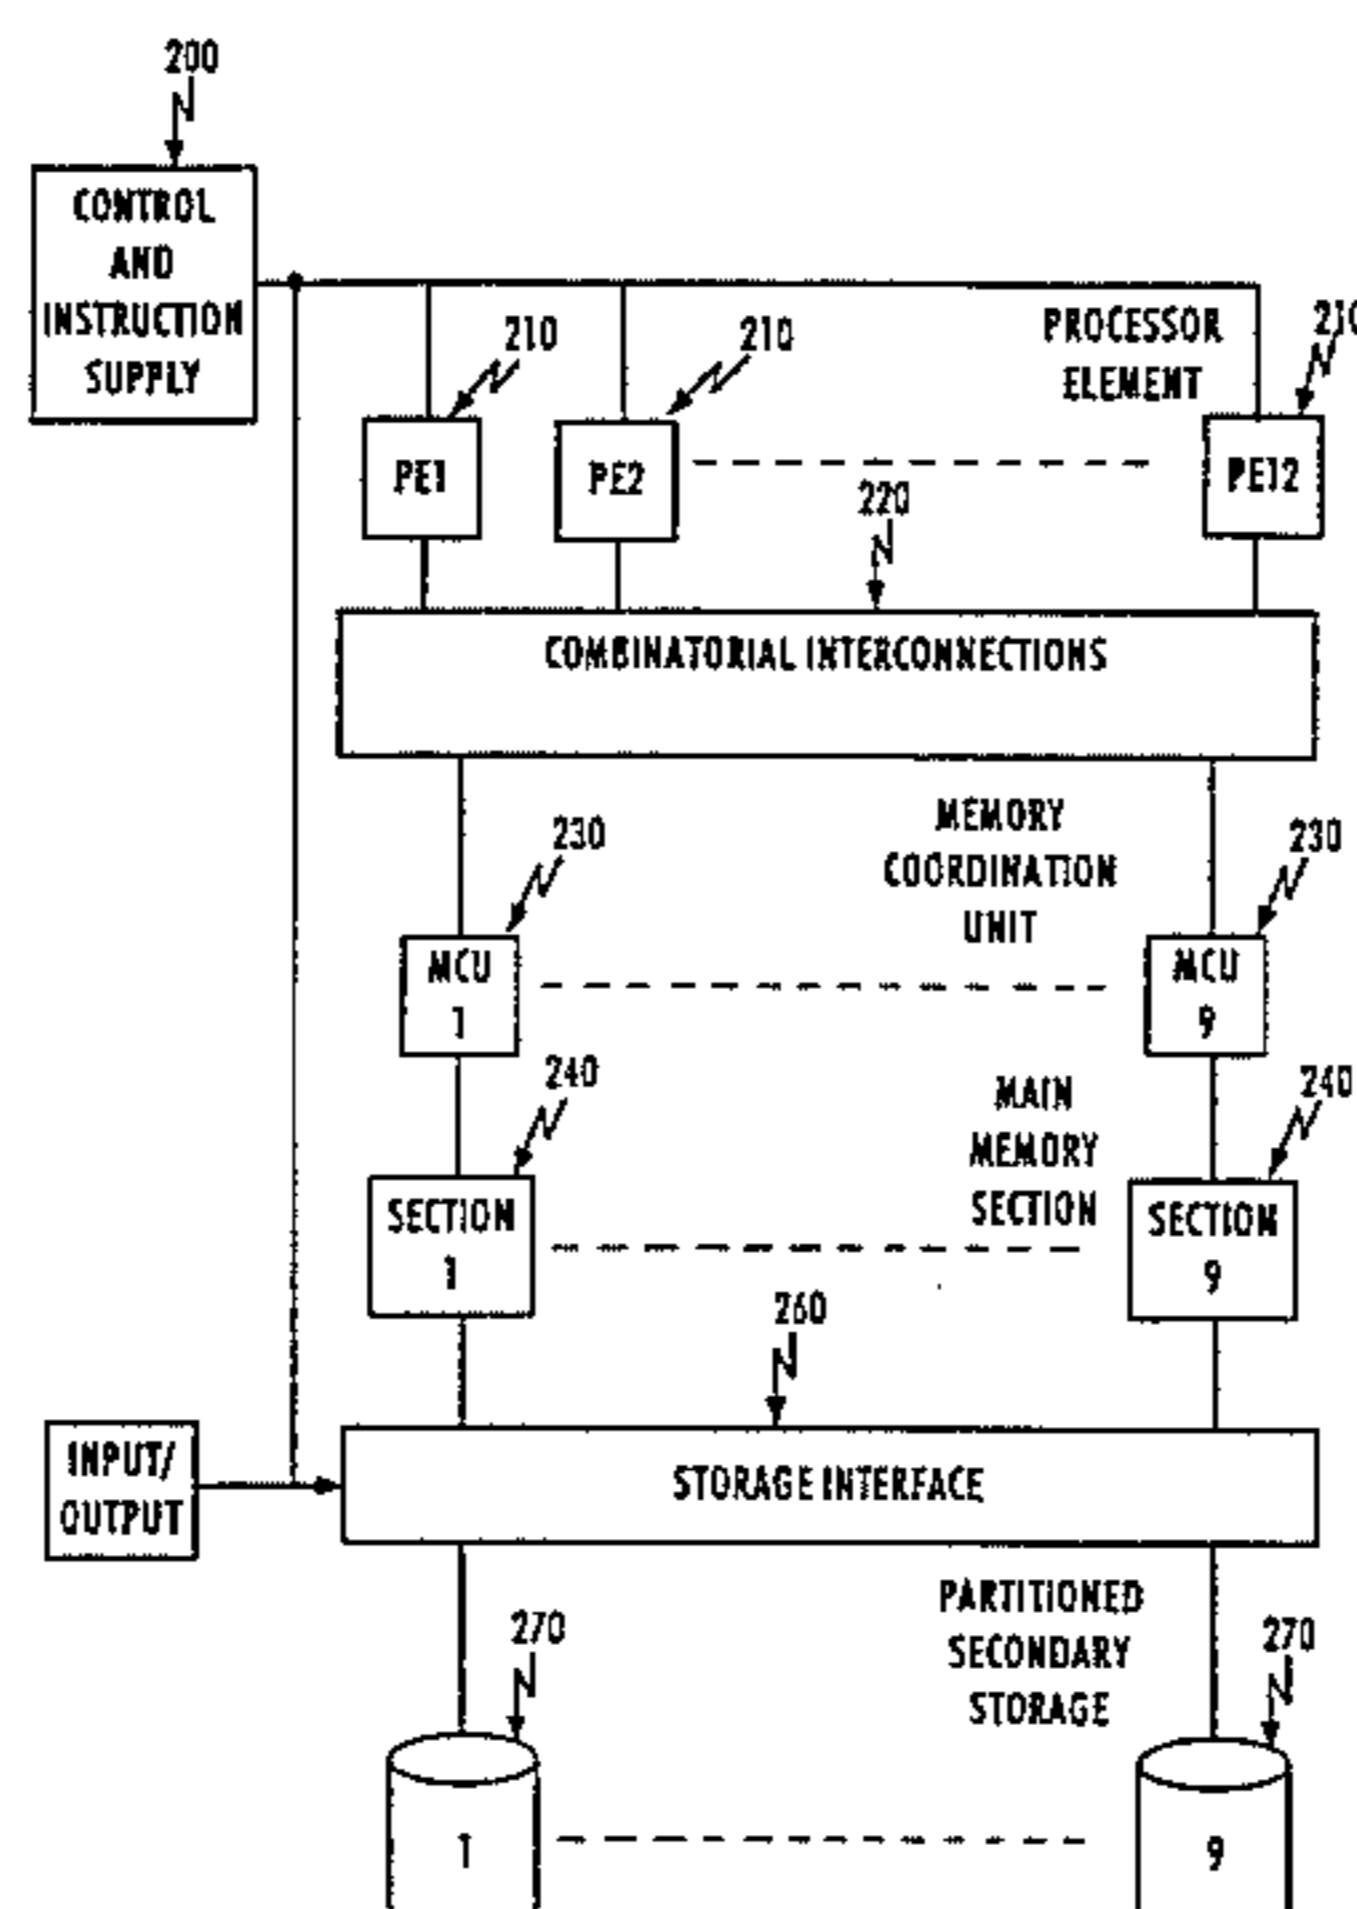 200
CONTROL
AND
INSTRUCTION
SUPPLY
210
210
PROCESSOR
ELEMENT
210
PE1
PE2
PE12
220
COMBINATORIAL INTERCONNECTIONS
MEMORY
COORDINATION
UNIT
230
230
MCU
1
MCU
9
240
MAIN
MEMORY
SECTION
240
SECTION
1
SECTION
9
260
INPUT/
OUTPUT
STORAGE INTERFACE
PARTITIONED
SECONDARY
STORAGE
270
270
1
9